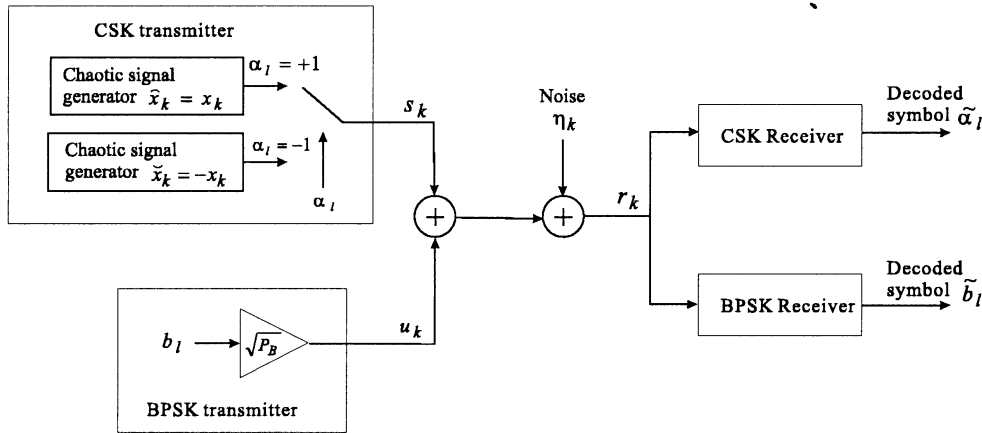 CSK transmitter
Chaotic signal
generator x̂_k = x_k
α_l = +1
Chaotic signal
generator x̌_k = −x_k
α_l = −1
α_l
s_k
b_l
√P_B
u_k
BPSK transmitter
+
Noise
η_k
+
r_k
CSK Receiver
Decoded
symbol α̃_l
BPSK Receiver
Decoded
symbol b̃_l